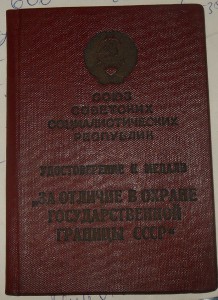 СОЮЗ
СОВЕТСКИХ
СОЦИАЛИСТИЧЕСКИХ
РЕСПУБЛИК
УДОСТОВЕРЕНИЕ К МЕДАЛИ
„ЗА ОТЛИЧИЕ В ОХРАНЕ
ГОСУДАРСТВЕННОЙ
ГРАНИЦЫ СССР“